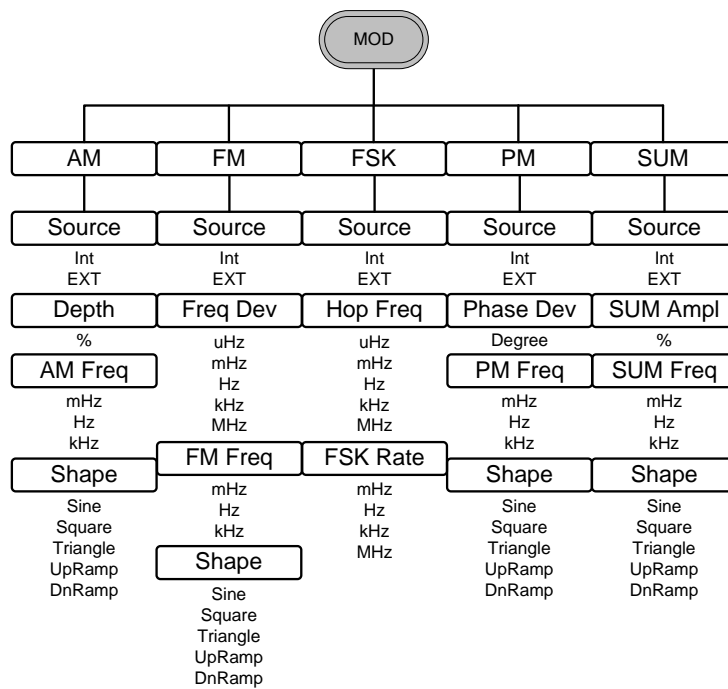 MOD
AM
FM
FSK
PM
SUM
Source
Int
EXT
Depth
%
AM Freq
mHz
Hz
kHz
Shape
Sine
Square
Triangle
UpRamp
DnRamp
Source
Int
EXT
Freq Dev
uHz
mHz
Hz
kHz
MHz
FM Freq
mHz
Hz
kHz
Shape
Sine
Square
Triangle
UpRamp
DnRamp
Source
Int
EXT
Hop Freq
uHz
mHz
Hz
kHz
MHz
FSK Rate
mHz
Hz
kHz
MHz
Source
Int
EXT
Phase Dev
Degree
PM Freq
mHz
Hz
kHz
Shape
Sine
Square
Triangle
UpRamp
DnRamp
Source
Int
EXT
SUM Ampl
%
SUM Freq
mHz
Hz
kHz
Shape
Sine
Square
Triangle
UpRamp
DnRamp